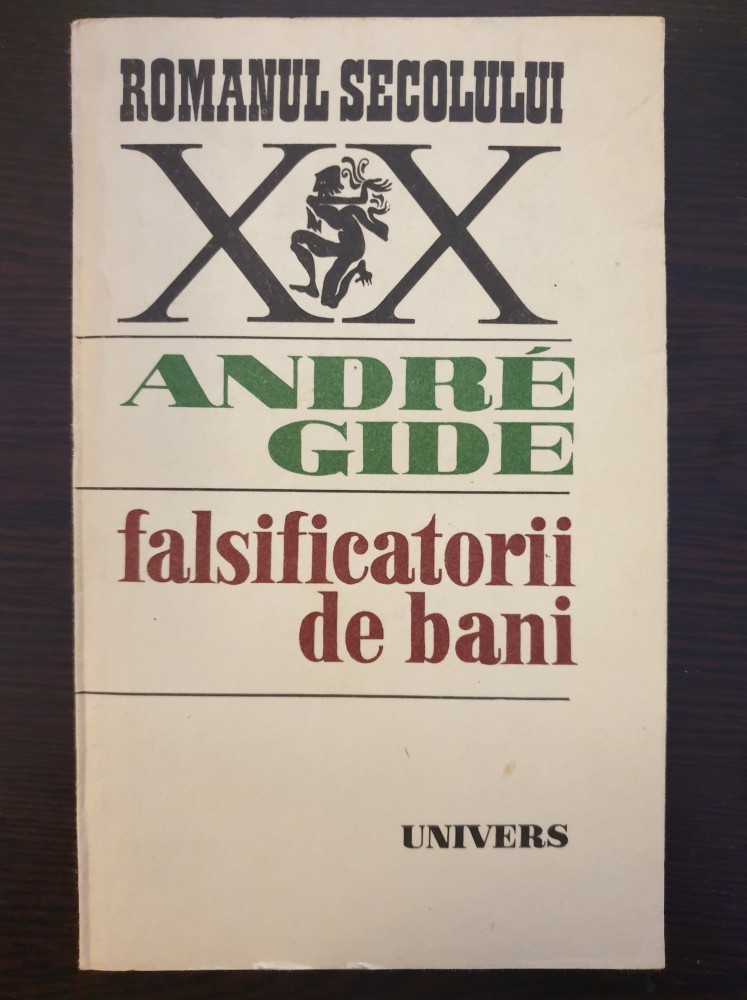 ROMANUL SECOLULUI
XX
ANDRÉ
GIDE
falsificatorii
de bani
UNIVERS